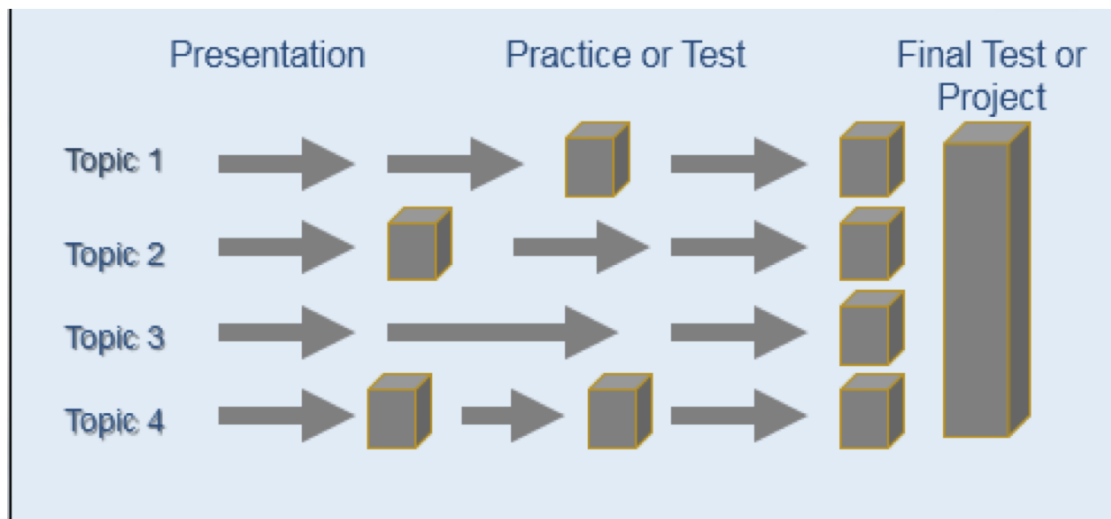 Presentation
Practice or Test
Final Test or
Project
Topic 1
Topic 2
Topic 3
Topic 4